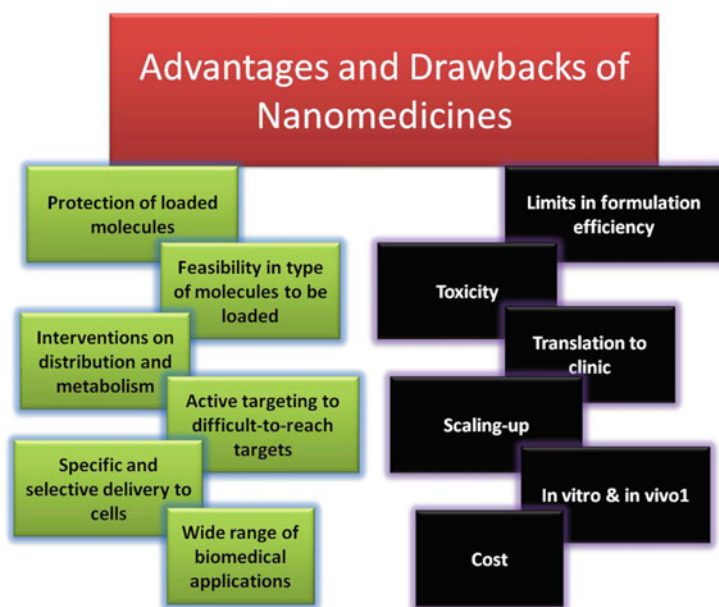 Advantages and Drawbacks of
Nanomedicines
Protection of loaded
molecules
Feasibility in type
of molecules to be
loaded
Interventions on
distribution and
metabolism
Active targeting to
difficult-to-reach
targets
Specific and
selective delivery to
cells
Wide range of
biomedical
applications
Limits in formulation
efficiency
Toxicity
Translation to
clinic
Scaling-up
In vitro & in vivo1
Cost